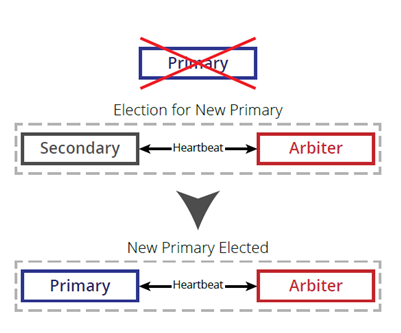 Primary
Election for New Primary
Secondary Heartbeat Arbiter
New Primary Elected
Primary Heartbeat Arbiter